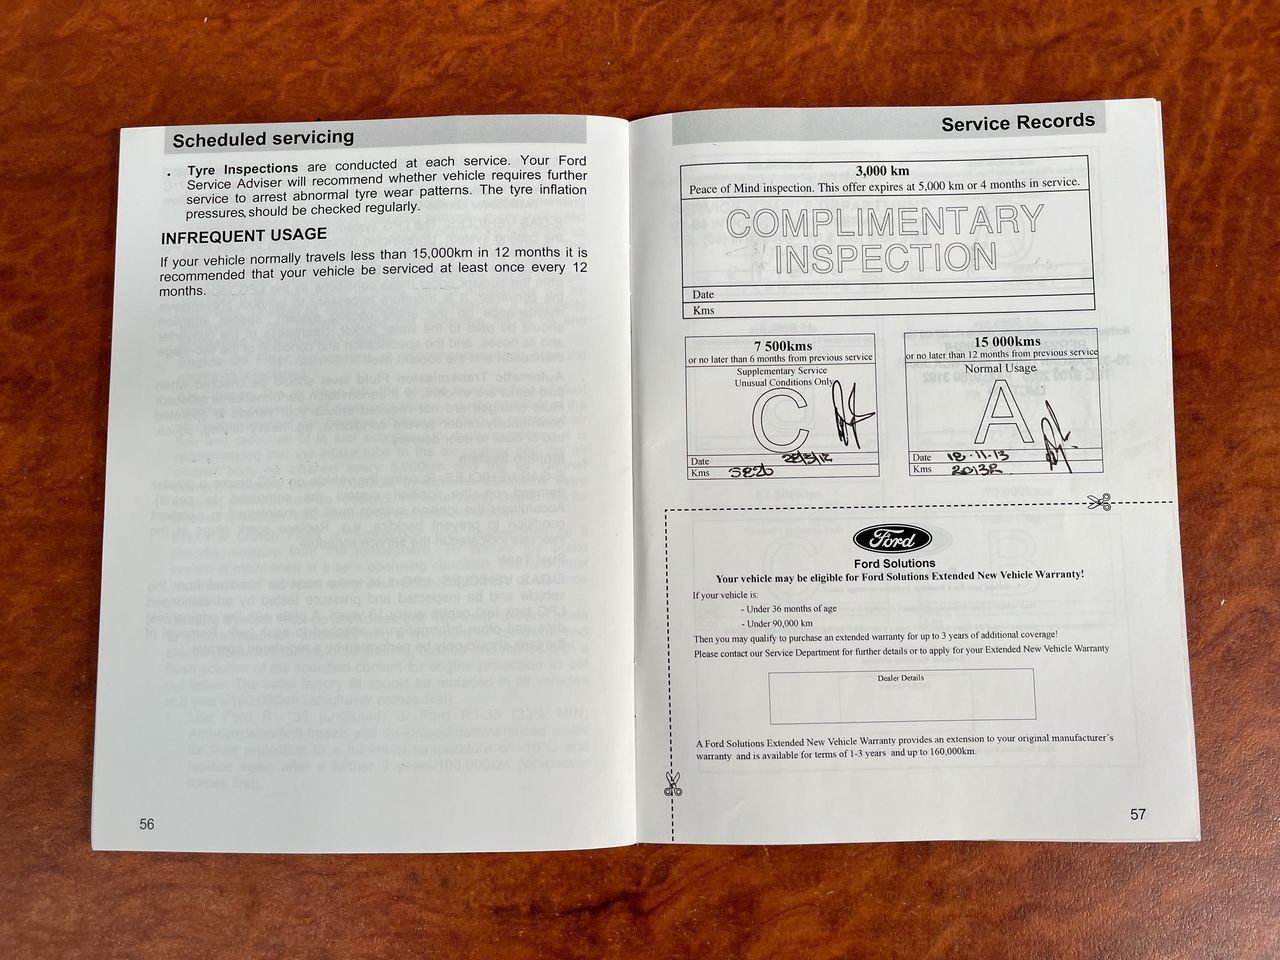 Scheduled servicing
• Tyre Inspections are conducted at each service. Your Ford
Service Adviser will recommend whether vehicle requires further
service to arrest abnormal tyre wear patterns. The tyre inflation
pressures, should be checked regularly.
INFREQUENT USAGE
If your vehicle normally travels less than 15,000km in 12 months it is
recommended that your vehicle be serviced at least once every 12
months.
56
Service Records
3,000 km
Peace of Mind inspection. This offer expires at 5,000 km or 4 months in service.
COMPLIMENTARY
INSPECTION
Date
Kms
7 500kms
or no later than 6 months from previous service
Supplementary Service
Unusual Conditions Only
C
Date
Kms 5826
15 000kms
or no later than 12 months from previous service
Normal Usage
A
Date 18.11.13
Kms 20132
Ford
Ford Solutions
Your vehicle may be eligible for Ford Solutions Extended New Vehicle Warranty!
If your vehicle is:
- Under 36 months of age
- Under 90,000 km
Then you may qualify to purchase an extended warranty for up to 3 years of additional coverage!
Please contact our Service Department for further details or to apply for your Extended New Vehicle Warranty
Dealer Details
A Ford Solutions Extended New Vehicle Warranty provides an extension to your original manufacturer's
warranty and is available for terms of 1-3 years and up to 160,000km.
57